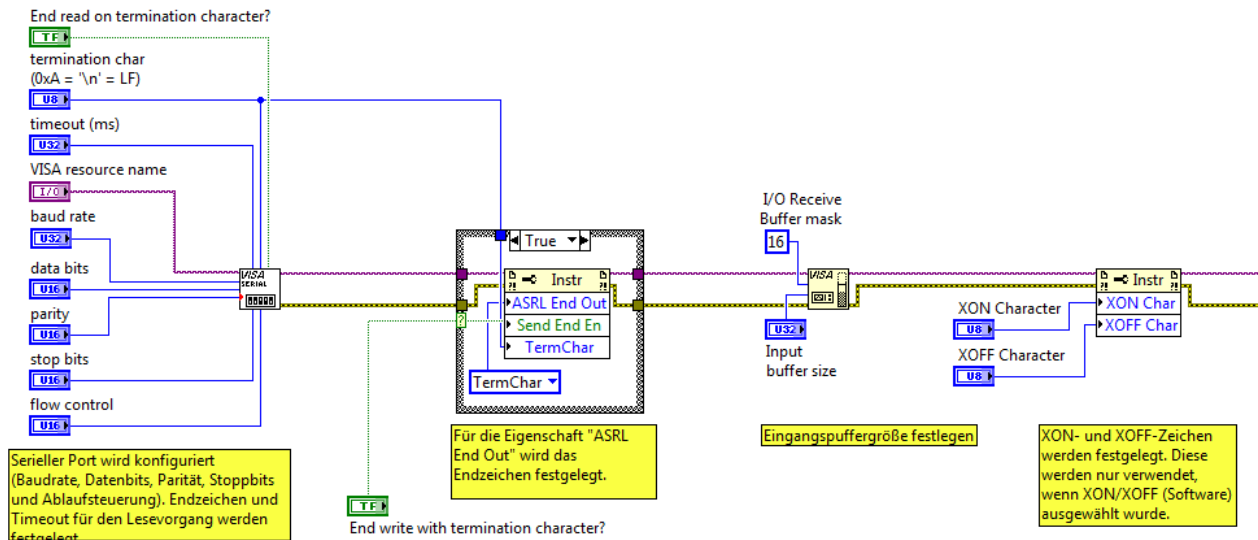 End read on termination character?
TF
termination char
(0xA = '\n' = LF)
U8
timeout (ms)
U32
VISA resource name
I/O
baud rate
U32
data bits
U16
parity
U16
stop bits
U16
flow control
U16
Serieller Port wird konfiguriert
(Baudrate, Datenbits, Parität, Stoppbits
und Ablaufsteuerung). Endzeichen und
Timeout für den Lesevorgang werden
festgelegt
VISA
SERIAL
True
Instr
ASRL End Out
Send End En
TermChar
?
TermChar
Für die Eigenschaft "ASRL
End Out" wird das
Endzeichen festgelegt.
TF
End write with termination character?
I/O Receive
Buffer mask
16
VISA
U32
Input
buffer size
Eingangspuffergröße festlegen
Instr
XON Char
XOFF Char
XON Character
U8
XOFF Character
U8
XON- und XOFF-Zeichen
werden festgelegt. Diese
werden nur verwendet,
wenn XON/XOFF (Software)
ausgewählt wurde.